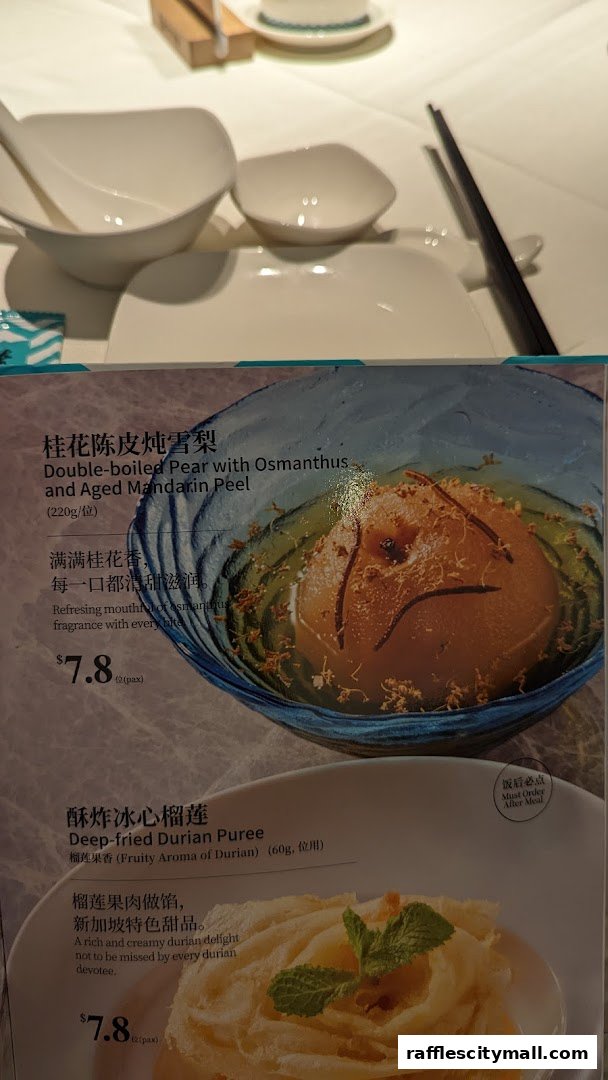 桂花陈皮炖雪梨
Double-boiled Pear with Osmanthus
and Aged Mandarin Peel
(220g/位)
满满桂花香，
每一口都清甜滋润。
Refresing mouthful of osmanthus
fragrance with every bite.
$7.8 位(pax)
饭后必点
Must Order
After Meal
酥炸冰心榴莲
Deep-fried Durian Puree
榴莲果香 (Fruity Aroma of Durian) (60g, 位用)
榴莲果肉做馅，
新加坡特色甜品。
A rich and creamy durian delight
not to be missed by every durian
devotee.
$7.8 位(pax)
rafflescitymall.com